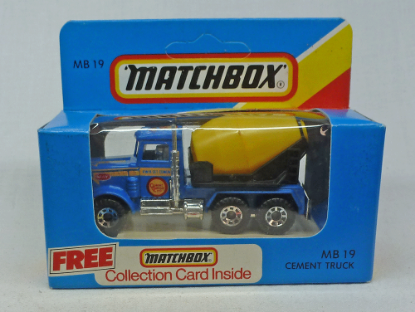 MB 19
MATCHBOX®
FREE
MATCHBOX
Collection Card Inside
MB 19
CEMENT TRUCK